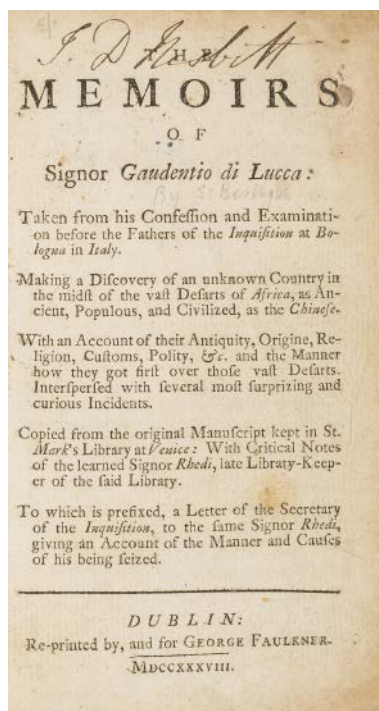 J. D Nesbitt
THE
MEMOIRS
OF
Signor Gaudentio di Lucca:
Taken from his Confeſſion and Examinati-
on before the Fathers of the Inquiſition at Bo-
logna in Italy.
Making a Diſcovery of an unknown Country in
the midſt of the vaſt Deſarts of Africa, as An-
cient, Populous, and Civilized, as the Chineſe.
With an Account of their Antiquity, Origine, Re-
ligion, Cuſtoms, Polity, &c. and the Manner
how they got firſt over thoſe vaſt Deſarts.
Interſperſed with ſeveral moſt ſurprizing and
curious Incidents.
Copied from the original Manuſcript kept in St.
Mark's Library at Venice: With Critical Notes
of the learned Signor Rhedi, late Library-Keep-
er of the ſaid Library.
To which is prefixed, a Letter of the Secretary
of the Inquiſition, to the ſame Signor Rhedi,
giving an Account of the Manner and Cauſes
of his being ſeized.
DUBLIN:
Re-printed by, and for GEORGE FAULKNER.
MDCCXXXVIII.